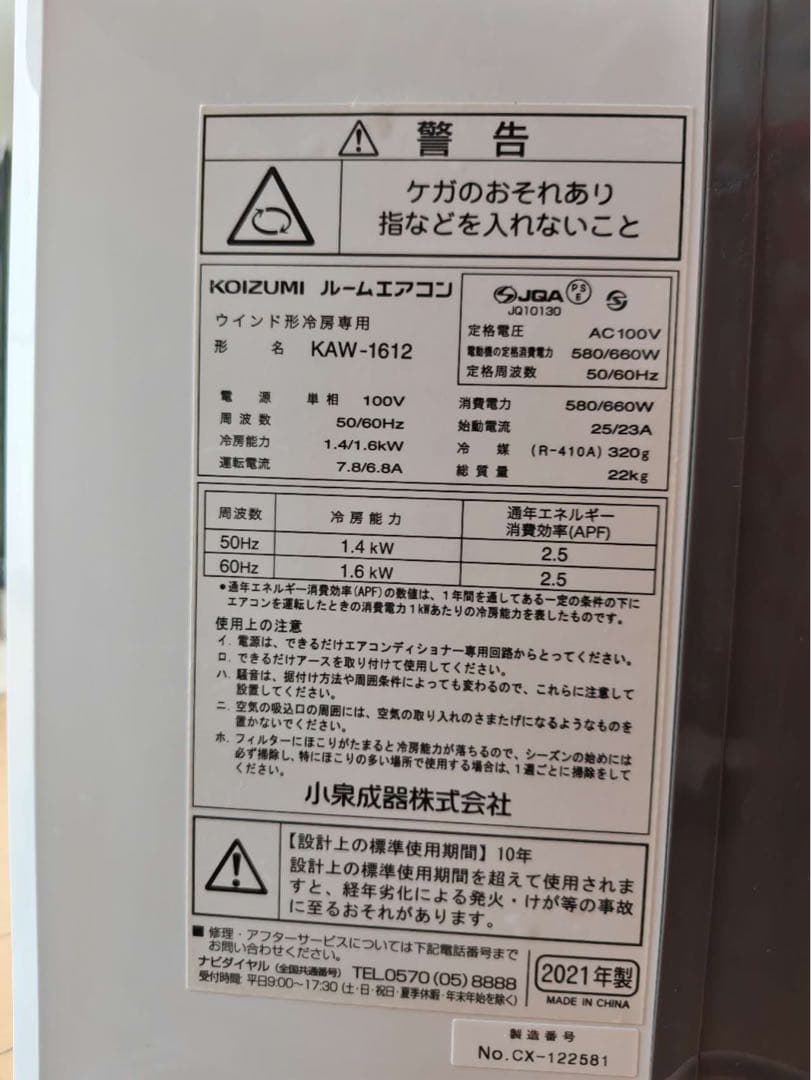 警告
ケガのおそれあり
指などを入れないこと
KOIZUMI ルームエアコン
ウインド形冷房専用
形 名 KAW-1612
JQA PSE
JQ10130
定格電圧 AC100V
電動機の定格消費電力 580/660W
定格周波数 50/60Hz
電 源 単相 100V
周波数 50/60Hz
冷房能力 1.4/1.6kW
運転電流 7.8/6.8A
消費電力 580/660W
始動電流 25/23A
冷 媒 (R-410A) 320g
総質量 22kg
周波数 冷房能力 通年エネルギー
消費効率(APF)
50Hz 1.4 kW 2.5
60Hz 1.6 kW 2.5
●通年エネルギー消費効率(APF)の数値は、1年間を通してある一定の条件の下に
エアコンを運転したときの消費電力1kWあたりの冷房能力を表したものです。
使用上の注意
イ. 電源は、できるだけエアコンディショナー専用回路からとってください。
ロ. できるだけアースを取り付けて使用してください。
ハ. 騒音は、据付け方法や周囲条件によっても変わるので、これらに注意して
設置してください。
ニ. 空気の吸込口の周囲には、空気の取り入れのさまたげになるようなものを
置かないでください。
ホ. フィルターにほこりがたまると冷房能力が落ちるので、シーズンの始めには
必ず掃除し、特にほこりの多い場所で使用する場合は、1週ごとに掃除をして
ください。
小泉成器株式会社
【設計上の標準使用期間】10年
設計上の標準使用期間を超えて使用されま
すと、経年劣化による発火・けが等の事故
に至るおそれがあります。
■修理・アフターサービスについては下記電話番号まで
お問い合わせください。
ナビダイヤル(全国共通番号) TEL.0570(05)8888
受付時間: 平日9:00~17:30(土・日・祝日・夏季休暇・年末年始を除く)
2021年製
MADE IN CHINA
製造番号
No.CX-122581